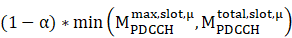 (1 − α) * min(M_PDCCH^max,slot,μ, M_PDCCH^total,slot,μ)